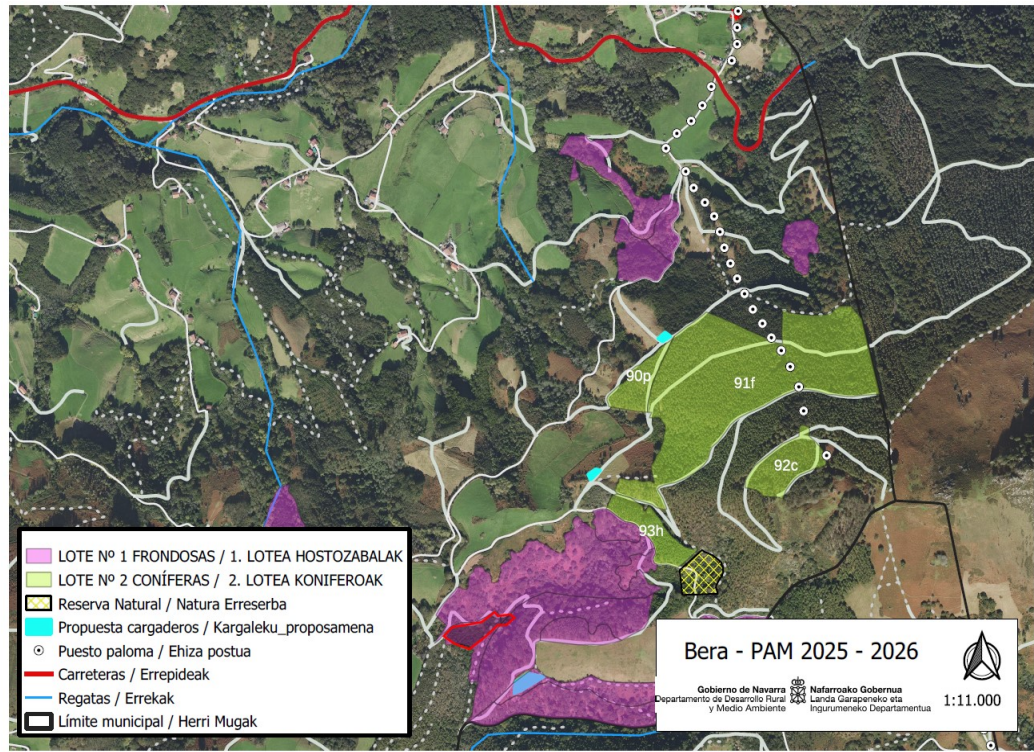 90p
91f
92c
93h
LOTE Nº 1 FRONDOSAS / 1. LOTEA HOSTOZABALAK
LOTE Nº 2 CONÍFERAS / 2. LOTEA KONIFEROAK
Reserva Natural / Natura Erreserba
Propuesta cargaderos / Kargaleku_proposamena
Puesto paloma / Ehiza postua
Carreteras / Errepideak
Regatas / Errekak
Límite municipal / Herri Mugak
Bera - PAM 2025 - 2026
Gobierno de Navarra
Departamento de Desarrollo Rural
y Medio Ambiente
Nafarroako Gobernua
Landa Garapeneko eta
Ingurumeneko Departamentua
1:11.000